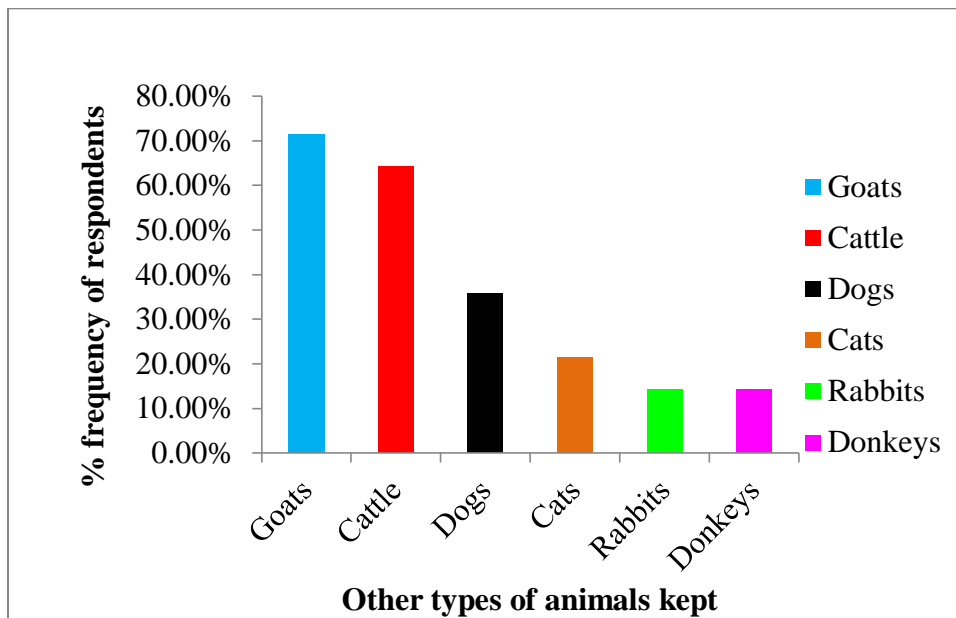 % frequency of respondents
80.00%
70.00%
60.00%
50.00%
40.00%
30.00%
20.00%
10.00%
0.00%
Goats
Cattle
Dogs
Cats
Rabbits
Donkeys
Other types of animals kept
Goats
Cattle
Dogs
Cats
Rabbits
Donkeys